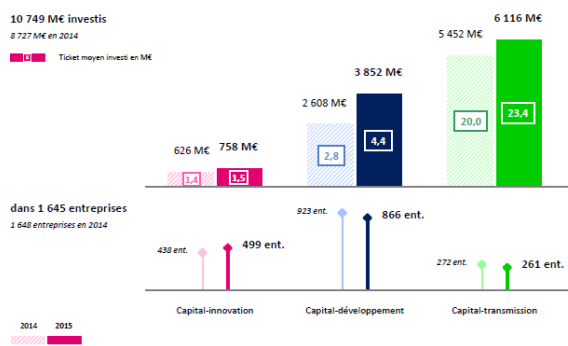 10 749 M€ investis
8 727 M€ en 2014
Ticket moyen investi en M€
626 M€
758 M€
2 608 M€
3 852 M€
5 452 M€
6 116 M€
1,4
1,5
2,8
4,4
20,0
23,4
dans 1 645 entreprises
1 648 entreprises en 2014
438 ent.
499 ent.
923 ent.
866 ent.
272 ent.
261 ent.
Capital-innovation
Capital-développement
Capital-transmission
2014
2015